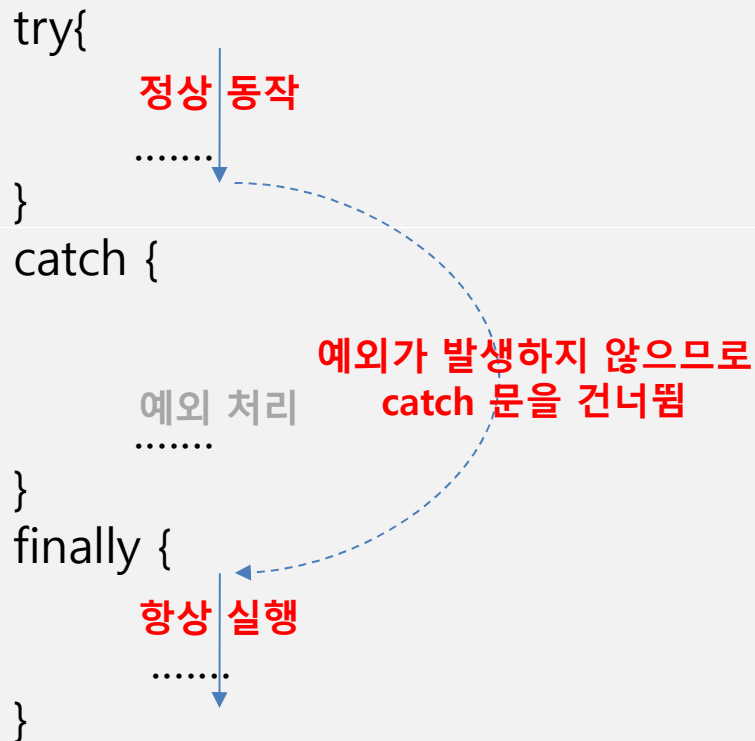 try{
정상 동작
.......
}
catch {
예외가 발생하지 않으므로
catch 문을 건너뜀
예외 처리
.......
}
finally {
항상 실행
.......
}